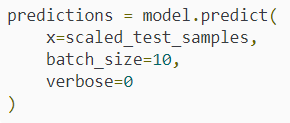 predictions = model.predict(
    x=scaled_test_samples,
    batch_size=10,
    verbose=0
)